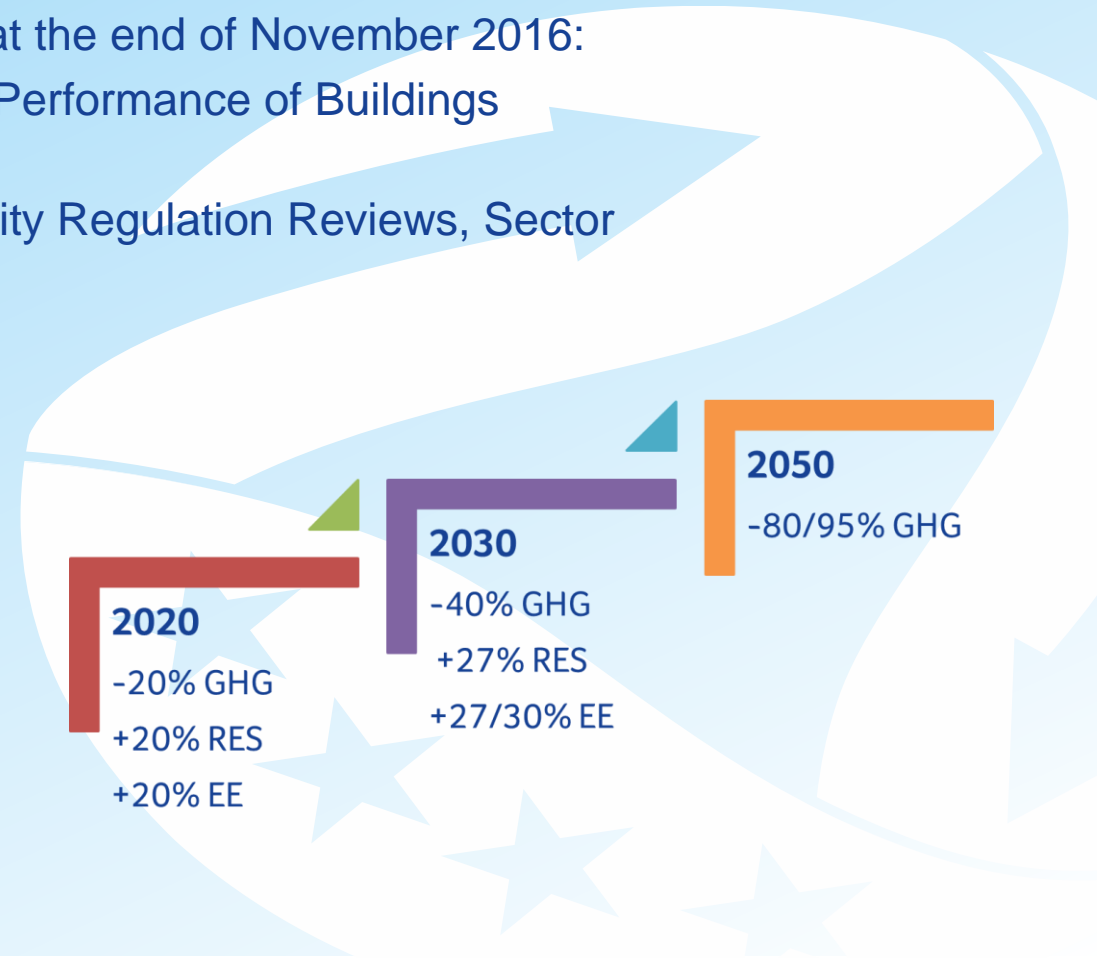 at the end of November 2016:
Performance of Buildings
ity Regulation Reviews, Sector
2020
-20% GHG
+20% RES
+20% EE
2030
-40% GHG
+27% RES
+27/30% EE
2050
-80/95% GHG